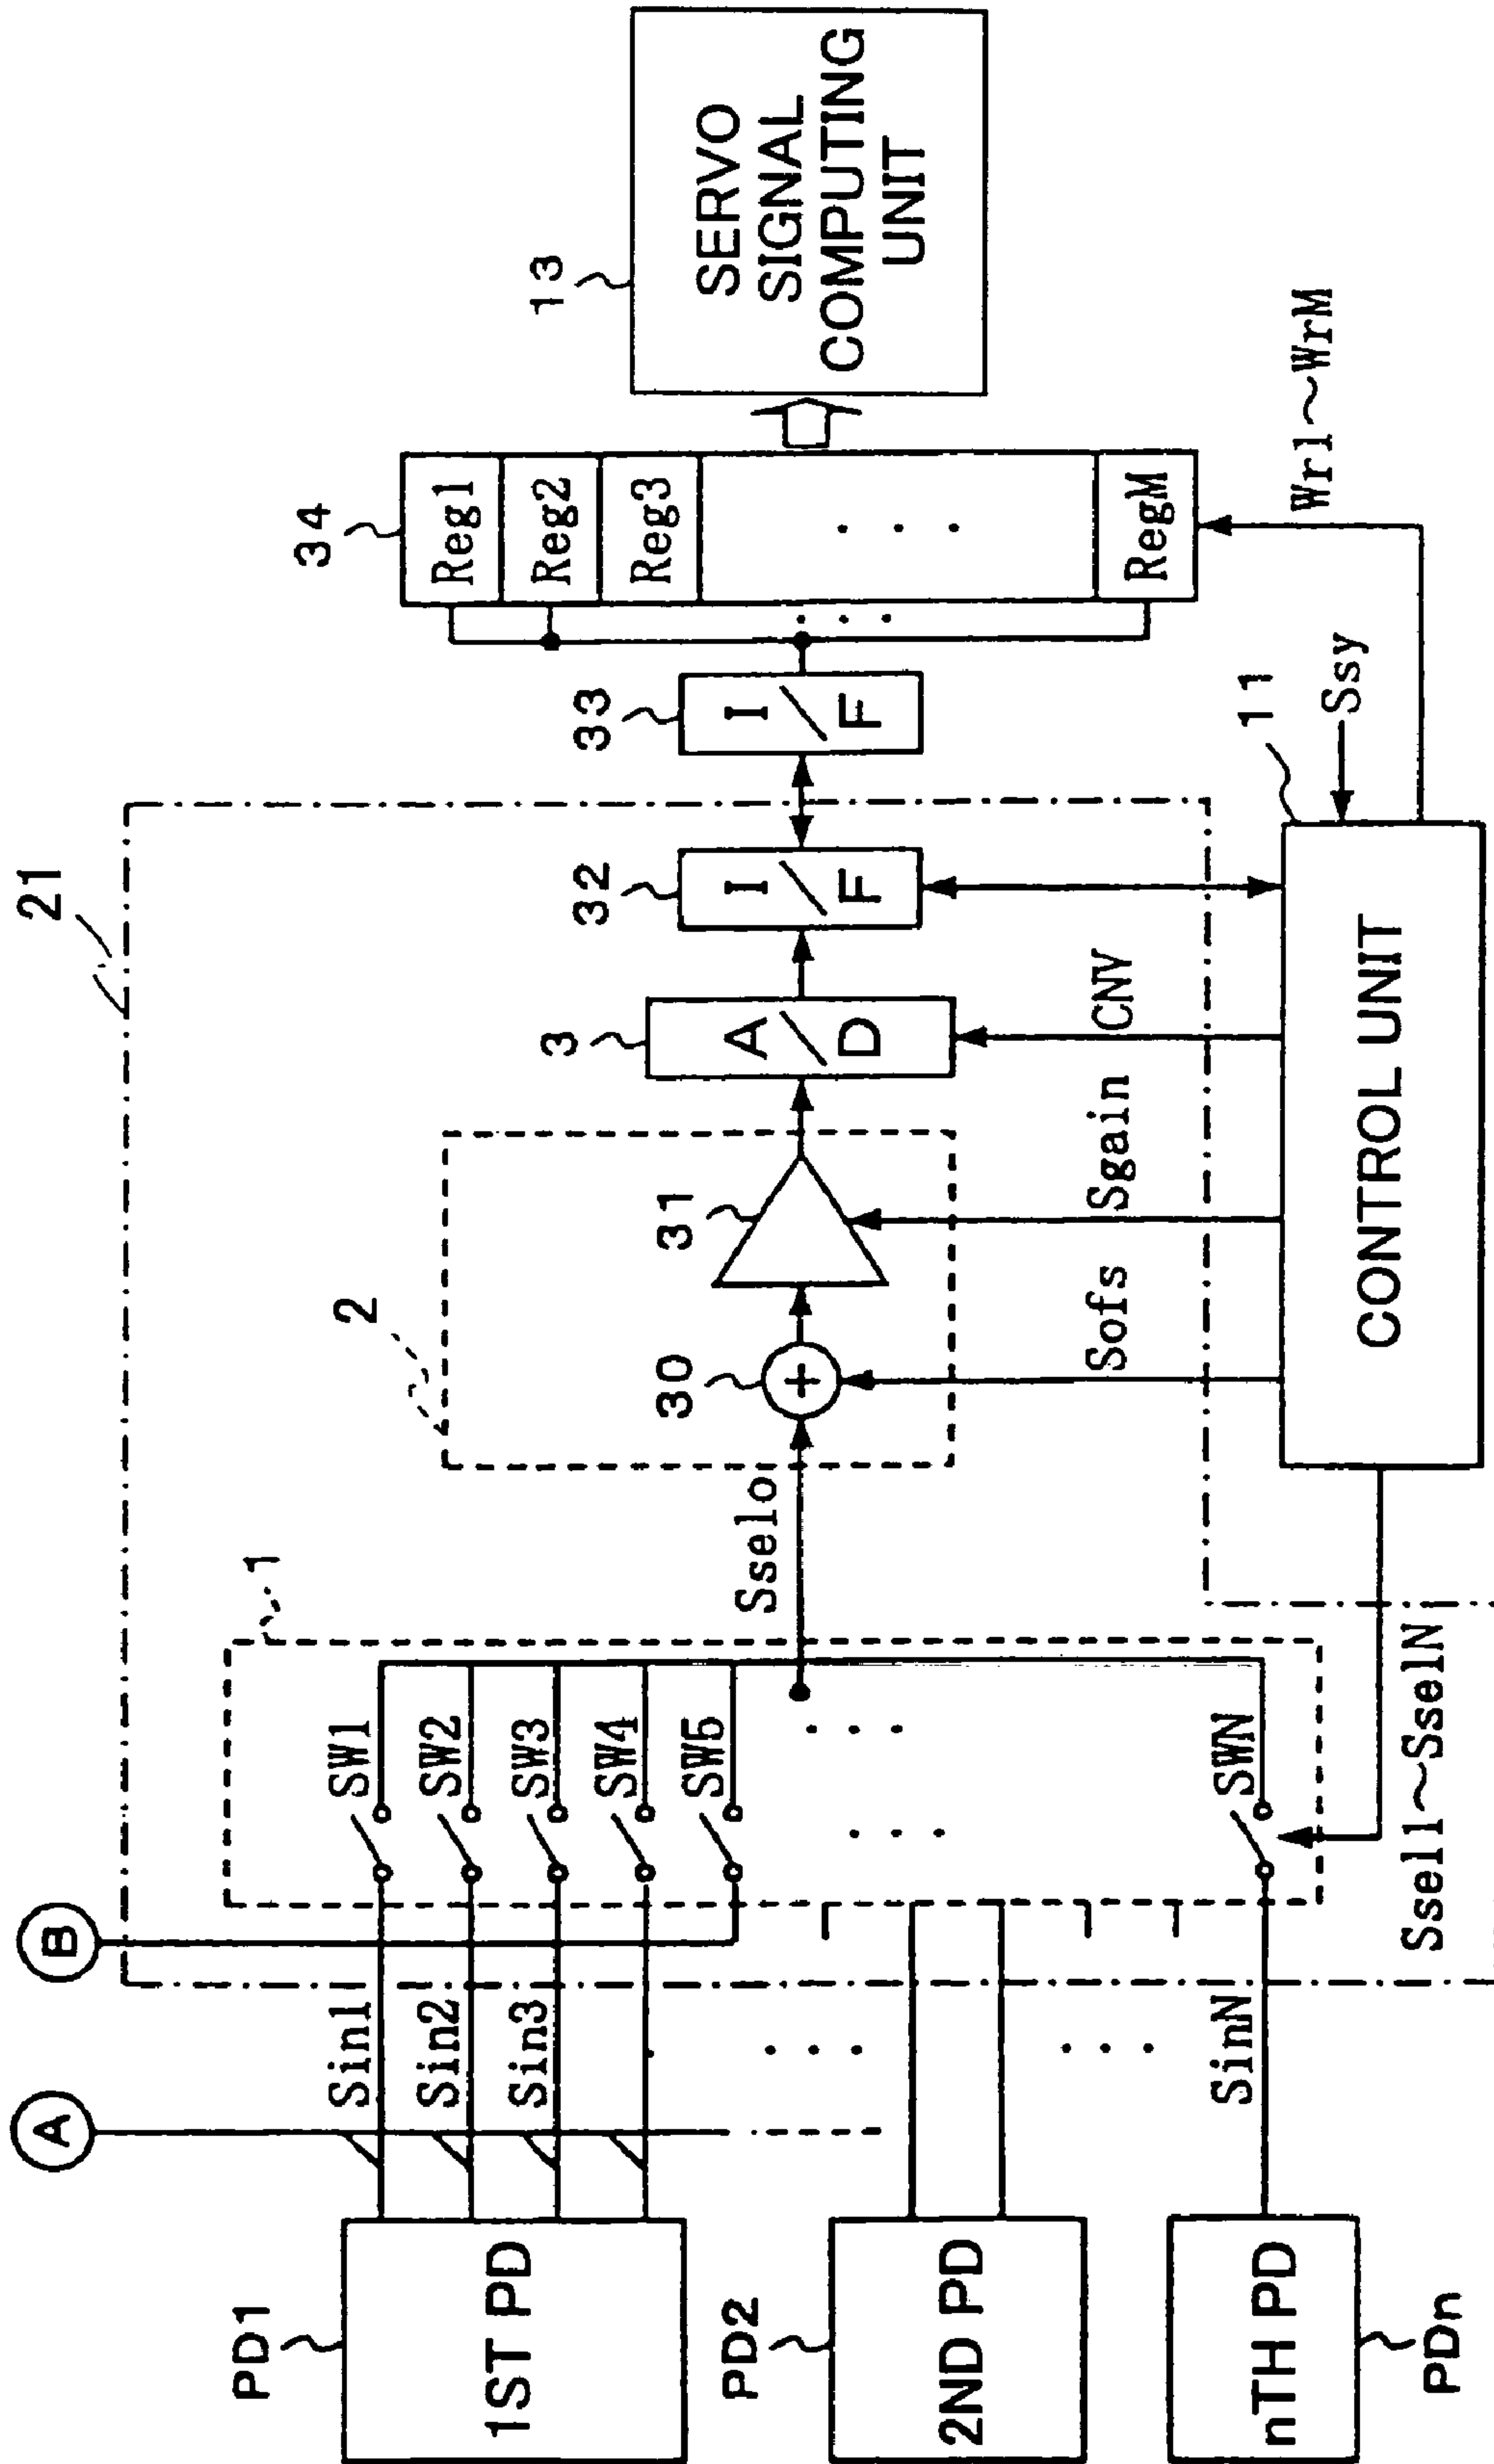 A
B
21
PD1
1ST PD
PD2
2ND PD
nTH PD
PDn
Sin1
Sin2
Sin3
SinN
1
SW1
SW2
SW3
SW4
SW5
SWN
Ssel1~SselN
Sselo
2
30
31
Sofs
Sgain
CNV
3
A/D
32
I/F
33
I/F
34
Reg1
Reg2
Reg3
RegM
Wr1~WrM
Ssy
11
CONTROL UNIT
13
SERVO
SIGNAL
COMPUTING
UNIT